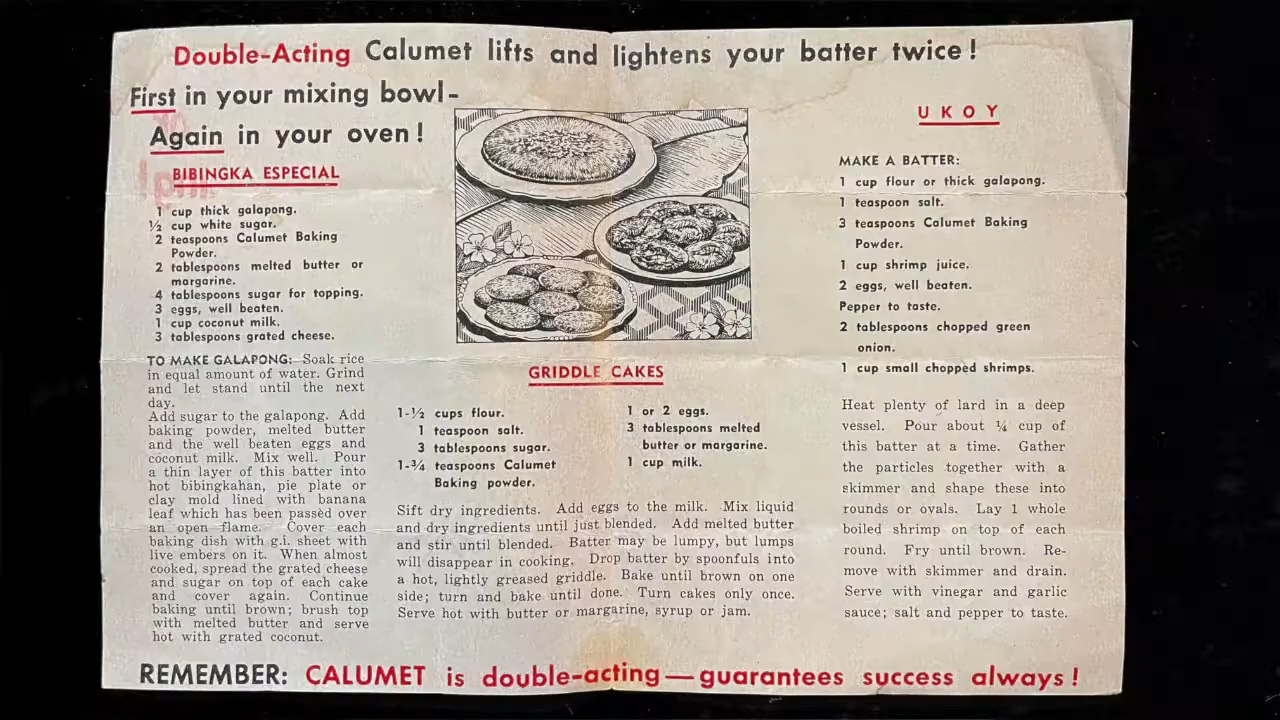 Double-Acting Calumet lifts and lightens your batter twice!
First in your mixing bowl-
Again in your oven!
BIBINGKA ESPECIAL
1 cup thick galapong.
½ cup white sugar.
2 teaspoons Calumet Baking
Powder.
2 tablespoons melted butter or
margarine.
4 tablespoons sugar for topping.
3 eggs, well beaten.
1 cup coconut milk.
3 tablespoons grated cheese.
TO MAKE GALAPONG: Soak rice
in equal amount of water. Grind
and let stand until the next
day.
Add sugar to the galapong. Add
baking powder, melted butter
and the well beaten eggs and
coconut milk. Mix well. Pour
a thin layer of this batter into
hot bibingkahan, pie plate or
clay mold lined with banana
leaf which has been passed over
an open flame. Cover each
baking dish with g.i. sheet with
live embers on it. When almost
cooked, spread the grated cheese
and sugar on top of each cake
and cover again. Continue
baking until brown; brush top
with melted butter and serve
hot with grated coconut.
GRIDDLE CAKES
1-½ cups flour.
1 teaspoon salt.
3 tablespoons sugar.
1-¾ teaspoons Calumet
Baking powder.
1 or 2 eggs.
3 tablespoons melted
butter or margarine.
1 cup milk.
Sift dry ingredients. Add eggs to the milk. Mix liquid
and dry ingredients until just blended. Add melted butter
and stir until blended. Batter may be lumpy, but lumps
will disappear in cooking. Drop batter by spoonfuls into
a hot, lightly greased griddle. Bake until brown on one
side; turn and bake until done. Turn cakes only once.
Serve hot with butter or margarine, syrup or jam.
UKOY
MAKE A BATTER:
1 cup flour or thick galapong.
1 teaspoon salt.
3 teaspoons Calumet Baking
Powder.
1 cup shrimp juice.
2 eggs, well beaten.
Pepper to taste.
2 tablespoons chopped green
onion.
1 cup small chopped shrimps.
Heat plenty of lard in a deep
vessel. Pour about ¼ cup of
this batter at a time. Gather
the particles together with a
skimmer and shape these into
rounds or ovals. Lay 1 whole
boiled shrimp on top of each
round. Fry until brown. Re-
move with skimmer and drain.
Serve with vinegar and garlic
sauce; salt and pepper to taste.
REMEMBER: CALUMET is double-acting—guarantees success always!